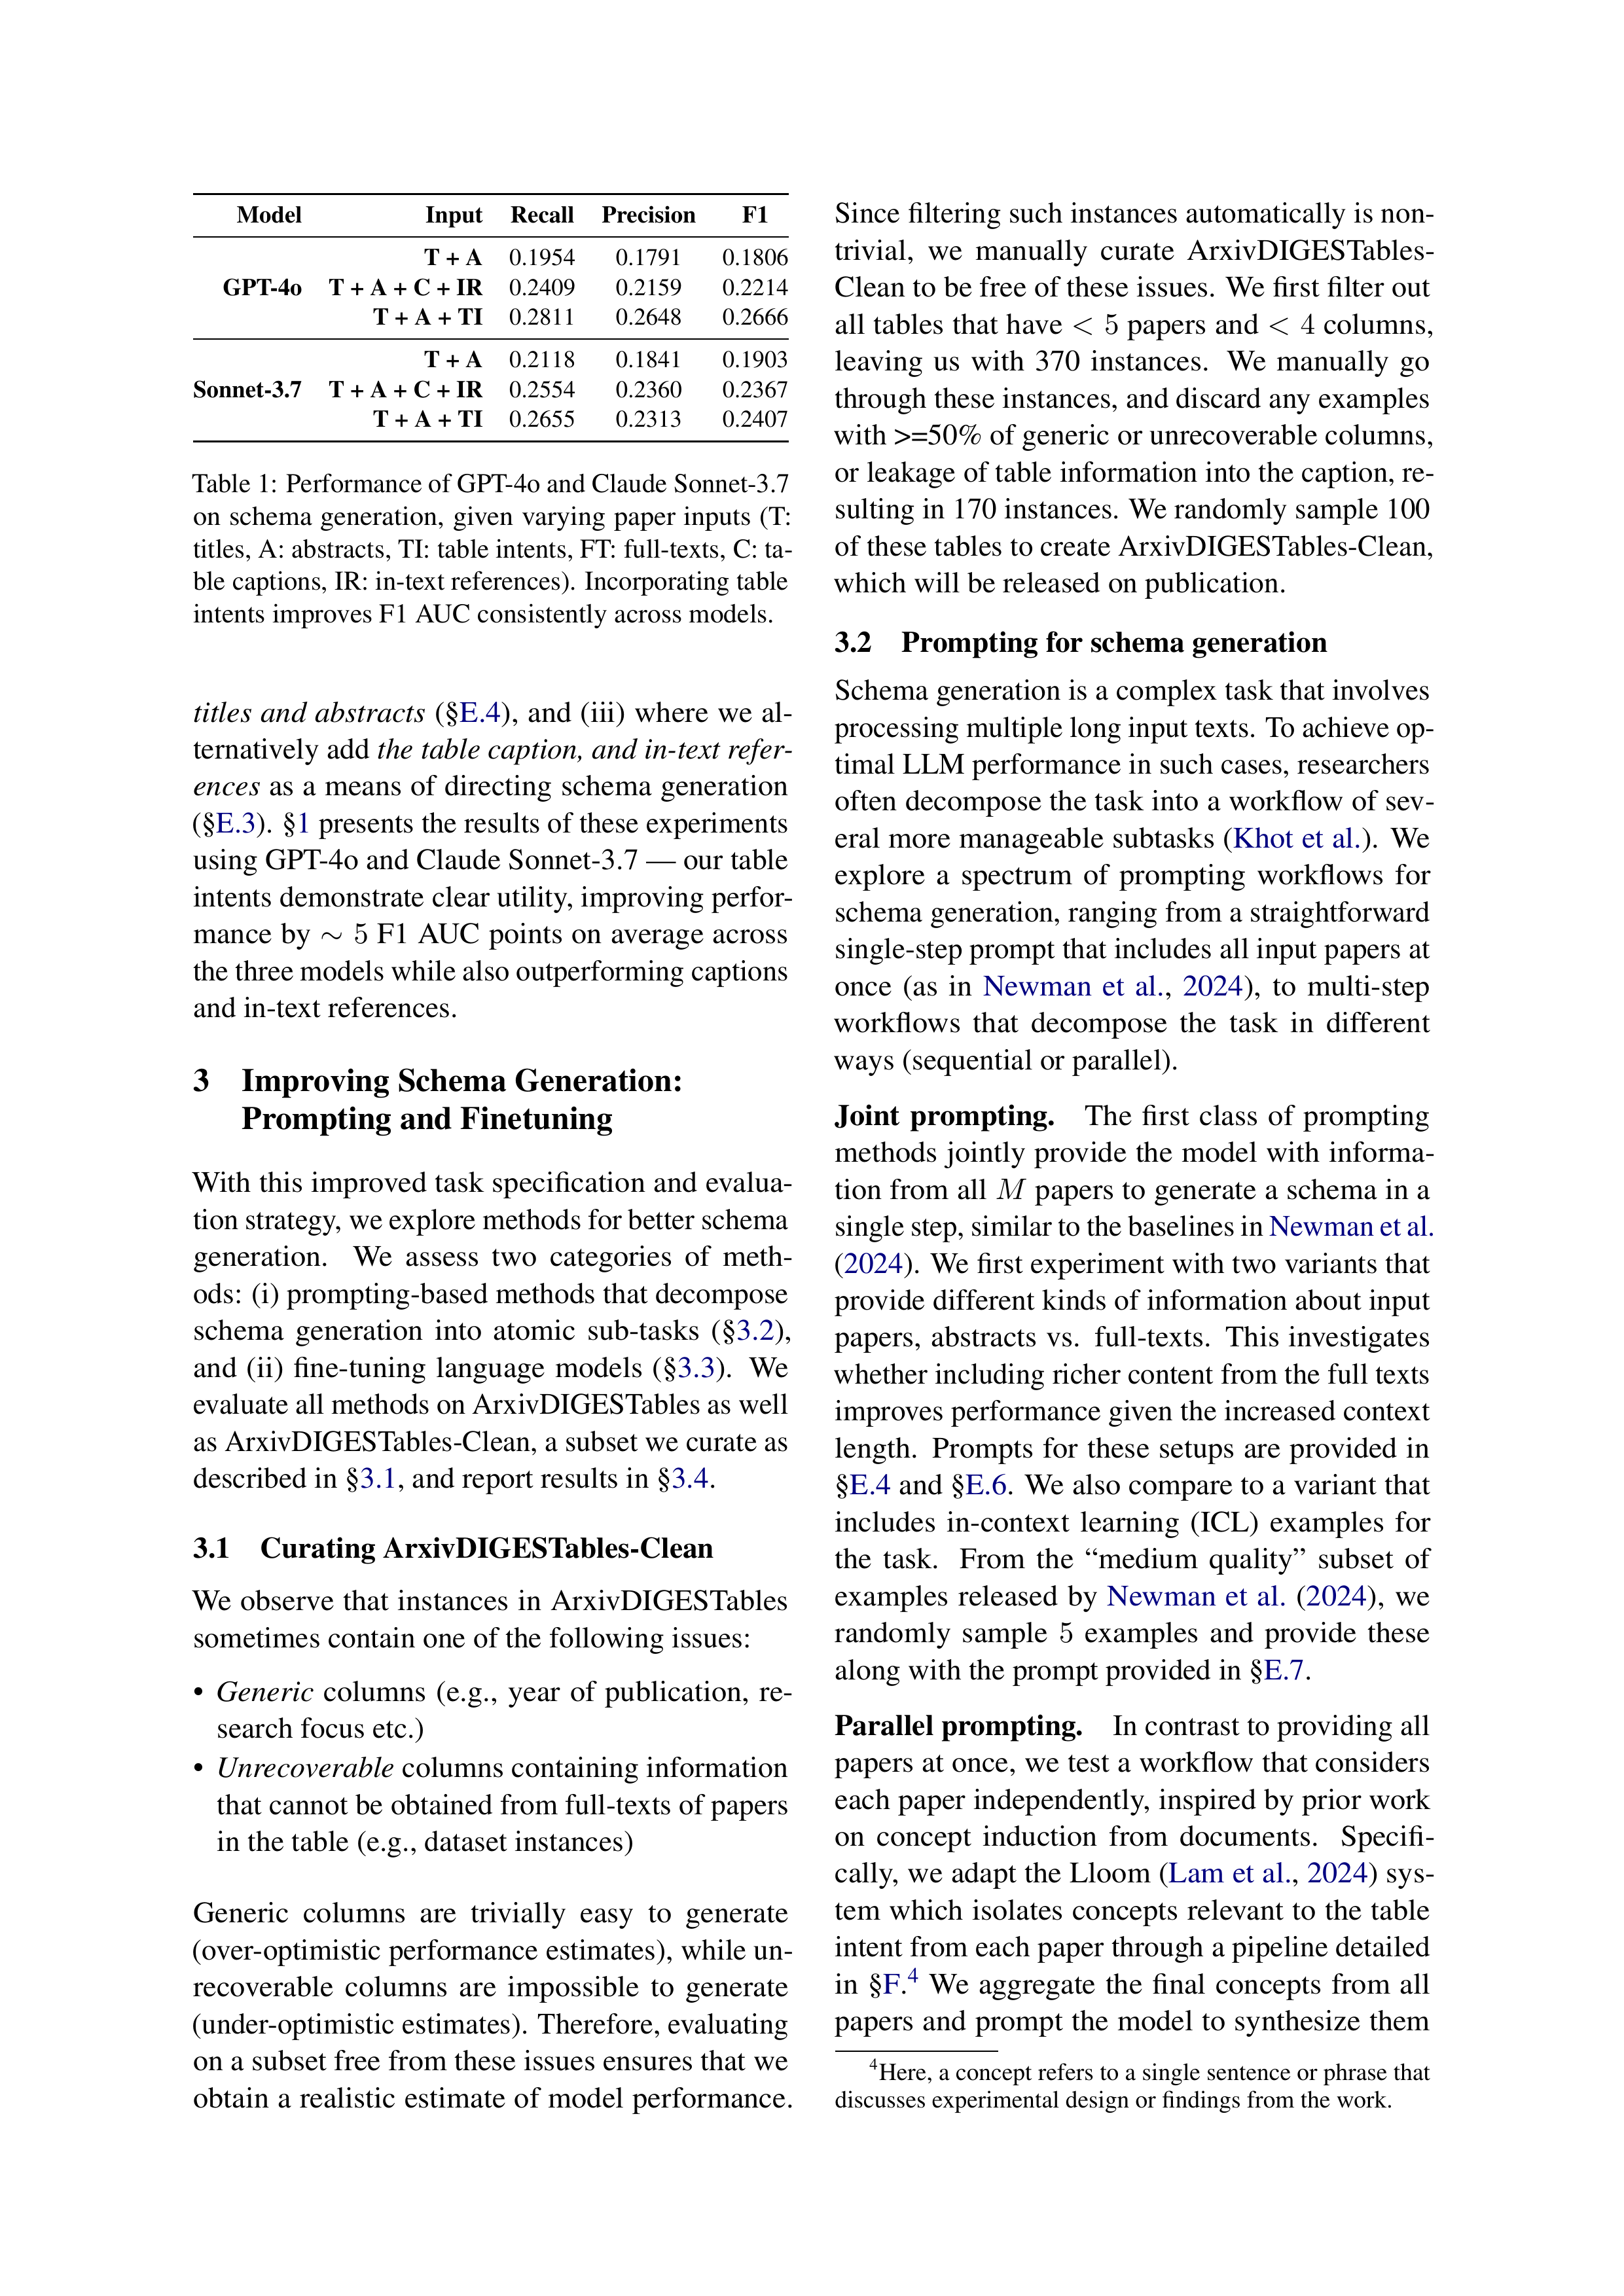 Model Input Recall Precision F1
T + A 0.1954 0.1791 0.1806
GPT-4o T + A + C + IR 0.2409 0.2159 0.2214
T + A + TI 0.2811 0.2648 0.2666
T + A 0.2118 0.1841 0.1903
Sonnet-3.7 T + A + C + IR 0.2554 0.2360 0.2367
T + A + TI 0.2655 0.2313 0.2407
Table 1: Performance of GPT-4o and Claude Sonnet-3.7
on schema generation, given varying paper inputs (T:
titles, A: abstracts, TI: table intents, FT: full-texts, C: ta-
ble captions, IR: in-text references). Incorporating table
intents improves F1 AUC consistently across models.
titles and abstracts (§E.4), and (iii) where we al-
ternatively add the table caption, and in-text refer-
ences as a means of directing schema generation
(§E.3). §1 presents the results of these experiments
using GPT-4o and Claude Sonnet-3.7 — our table
intents demonstrate clear utility, improving perfor-
mance by ∼ 5 F1 AUC points on average across
the three models while also outperforming captions
and in-text references.
3 Improving Schema Generation:
Prompting and Finetuning
With this improved task specification and evalua-
tion strategy, we explore methods for better schema
generation. We assess two categories of meth-
ods: (i) prompting-based methods that decompose
schema generation into atomic sub-tasks (§3.2),
and (ii) fine-tuning language models (§3.3). We
evaluate all methods on ArxivDIGESTables as well
as ArxivDIGESTables-Clean, a subset we curate as
described in §3.1, and report results in §3.4.
3.1 Curating ArxivDIGESTables-Clean
We observe that instances in ArxivDIGESTables
sometimes contain one of the following issues:
• Generic columns (e.g., year of publication, re-
search focus etc.)
• Unrecoverable columns containing information
that cannot be obtained from full-texts of papers
in the table (e.g., dataset instances)
Generic columns are trivially easy to generate
(over-optimistic performance estimates), while un-
recoverable columns are impossible to generate
(under-optimistic estimates). Therefore, evaluating
on a subset free from these issues ensures that we
obtain a realistic estimate of model performance.
Since filtering such instances automatically is non-
trivial, we manually curate ArxivDIGESTables-
Clean to be free of these issues. We first filter out
all tables that have < 5 papers and < 4 columns,
leaving us with 370 instances. We manually go
through these instances, and discard any examples
with >=50% of generic or unrecoverable columns,
or leakage of table information into the caption, re-
sulting in 170 instances. We randomly sample 100
of these tables to create ArxivDIGESTables-Clean,
which will be released on publication.
3.2 Prompting for schema generation
Schema generation is a complex task that involves
processing multiple long input texts. To achieve op-
timal LLM performance in such cases, researchers
often decompose the task into a workflow of sev-
eral more manageable subtasks (Khot et al.). We
explore a spectrum of prompting workflows for
schema generation, ranging from a straightforward
single-step prompt that includes all input papers at
once (as in Newman et al., 2024), to multi-step
workflows that decompose the task in different
ways (sequential or parallel).
Joint prompting. The first class of prompting
methods jointly provide the model with informa-
tion from all M papers to generate a schema in a
single step, similar to the baselines in Newman et al.
(2024). We first experiment with two variants that
provide different kinds of information about input
papers, abstracts vs. full-texts. This investigates
whether including richer content from the full texts
improves performance given the increased context
length. Prompts for these setups are provided in
§E.4 and §E.6. We also compare to a variant that
includes in-context learning (ICL) examples for
the task. From the “medium quality” subset of
examples released by Newman et al. (2024), we
randomly sample 5 examples and provide these
along with the prompt provided in §E.7.
Parallel prompting. In contrast to providing all
papers at once, we test a workflow that considers
each paper independently, inspired by prior work
on concept induction from documents. Specifi-
cally, we adapt the Lloom (Lam et al., 2024) sys-
tem which isolates concepts relevant to the table
intent from each paper through a pipeline detailed
in §F.4 We aggregate the final concepts from all
papers and prompt the model to synthesize them
4Here, a concept refers to a single sentence or phrase that
discusses experimental design or findings from the work.